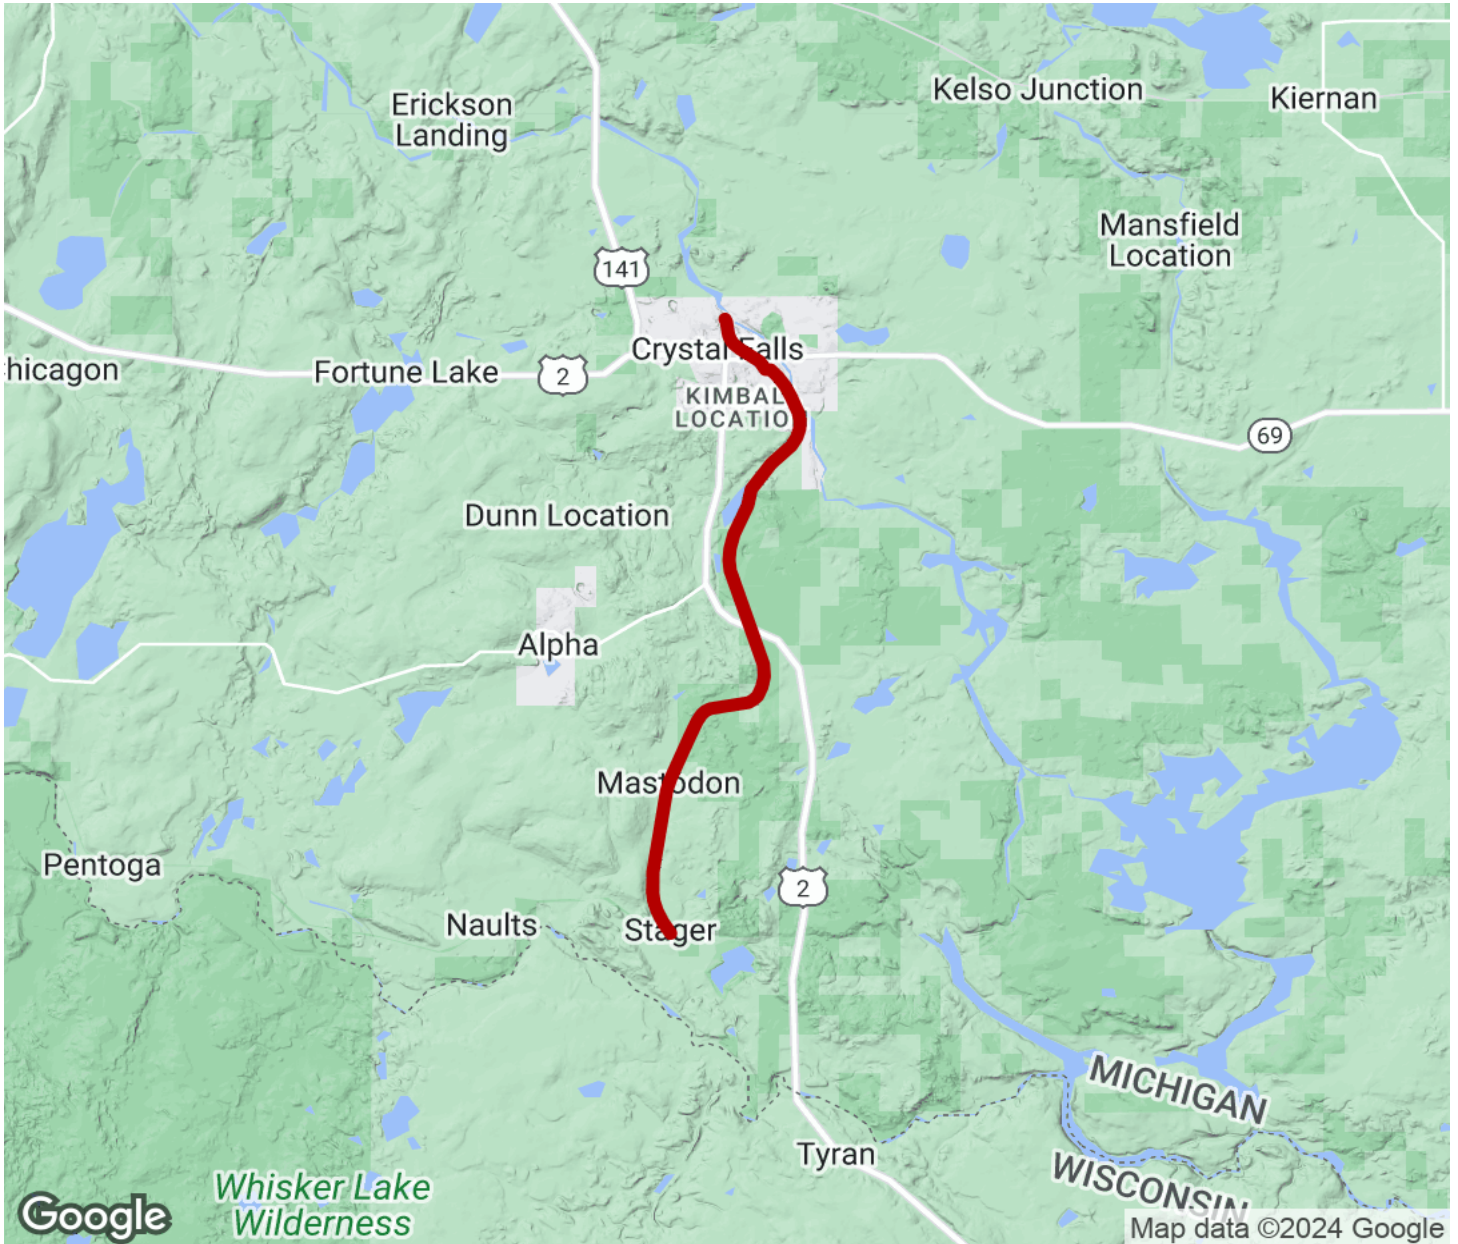 Erickson
Landing
Kelso Junction
Kiernan
Mansfield
Location
141
Crystal Falls
hicagon
Fortune Lake
2
KIMBAL
LOCATIO
69
Dunn Location
Alpha
Mastodon
Pentoga
2
Naults
Stager
MICHIGAN
Tyran
WISCONSIN
Whisker Lake
Wilderness
Google
Map data ©2024 Google